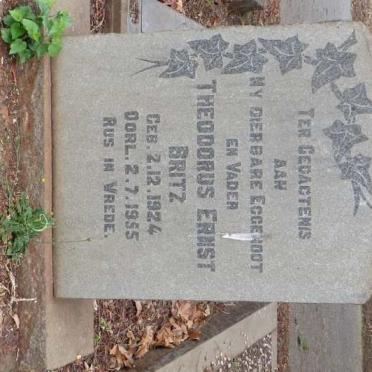 TER GEDACTENIS
AAN
MY DIERBARE EGGENOOT
EN VADER
THEODORUS ERNST
BRITZ
GEB. 2.12.1924
OORL. 2.7.1955
RUS IN VREDE.